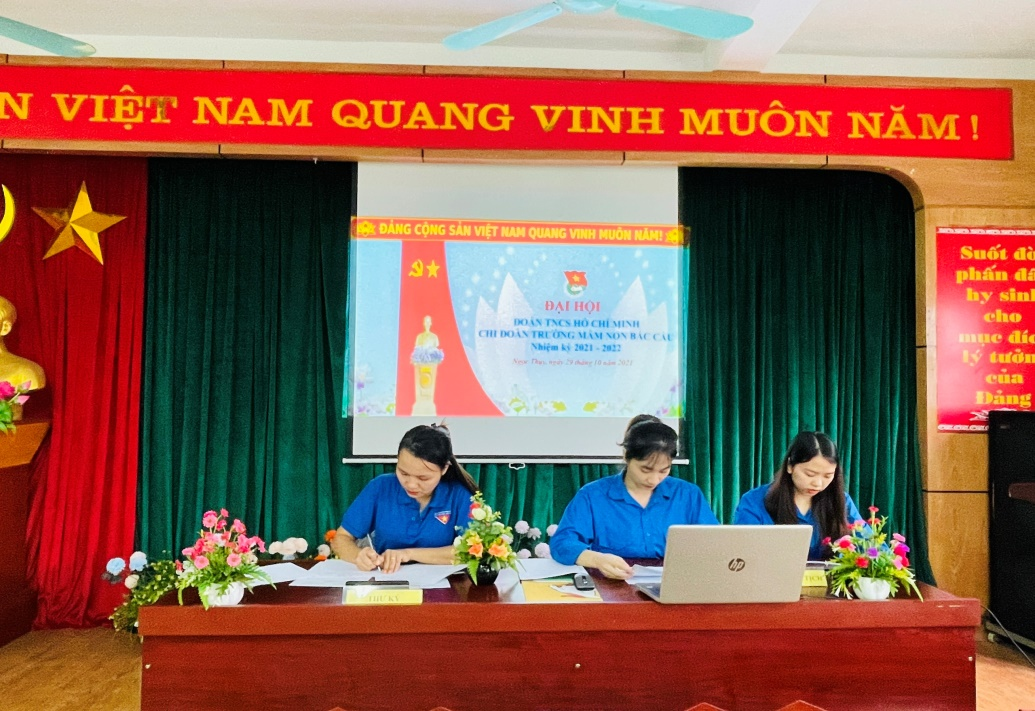 VIỆT NAM QUANG VINH MUÔN NĂM !
ĐẢNG CỘNG SẢN VIỆT NAM QUANG VINH MUÔN NĂM!
ĐẠI HỘI
ĐOÀN TNCS HỒ CHÍ MINH
CHI ĐOÀN TRƯỜNG MẦM NON BẮC CẦU
Nhiệm kỳ 2021 - 2022
Suốt đờ
phấn đấ
hy sinh
cho
mục đíc
lý tưởn
của
Đảng
THƯ KÝ
hp